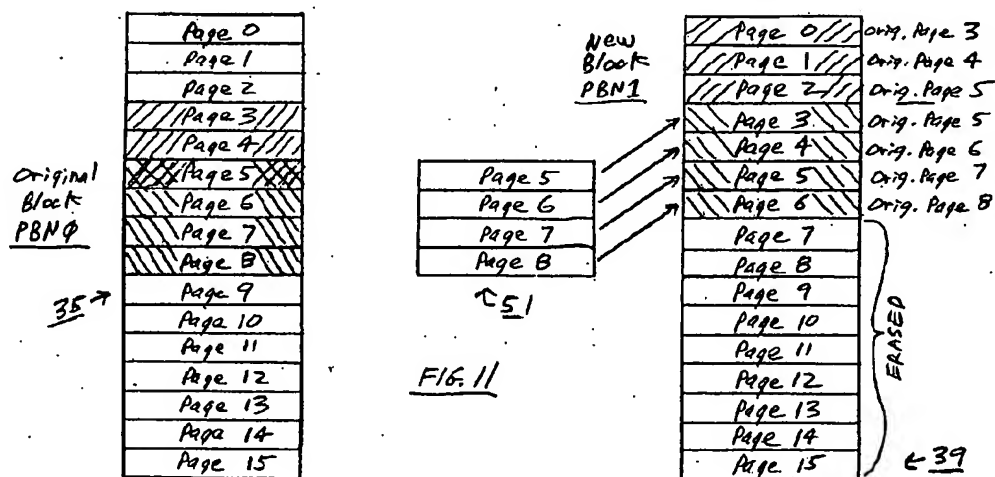 Original
Block
PBN0
35
Page 0
Page 1
Page 2
Page 3
Page 4
Page 5
Page 6
Page 7
Page 8
Page 9
Page 10
Page 11
Page 12
Page 13
Page 14
Page 15
Page 5
Page 6
Page 7
Page 8
51
FIG. 11
New
Block
PBN1
Page 0 orig. Page 3
Page 1 orig. Page 4
Page 2 orig. Page 5
Page 3 orig. Page 5
Page 4 orig. Page 6
Page 5 orig. Page 7
Page 6 orig. Page 8
Page 7
Page 8
Page 9
Page 10
Page 11
Page 12
Page 13
Page 14
Page 15
ERASED
39